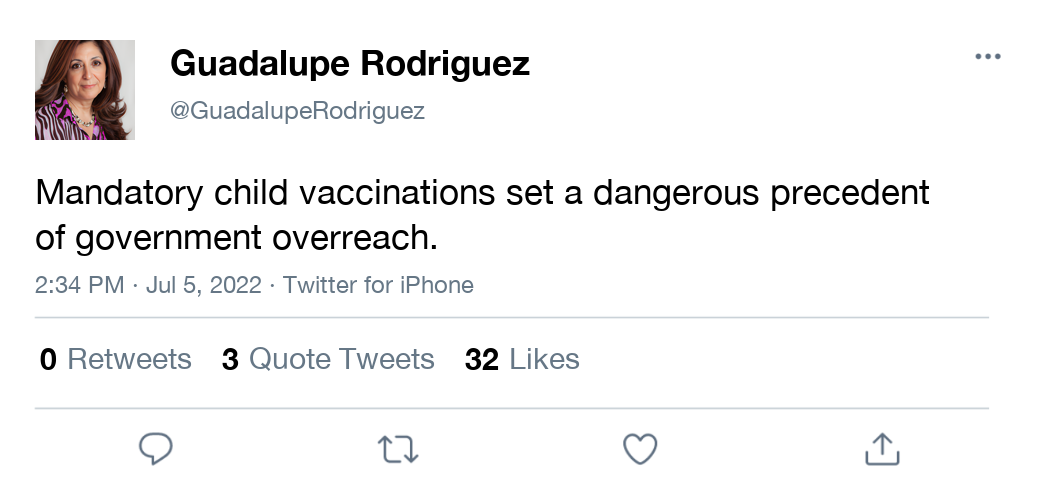 Guadalupe Rodriguez
@GuadalupeRodriguez
Mandatory child vaccinations set a dangerous precedent
of government overreach.
2:34 PM · Jul 5, 2022 · Twitter for iPhone
0 Retweets 3 Quote Tweets 32 Likes